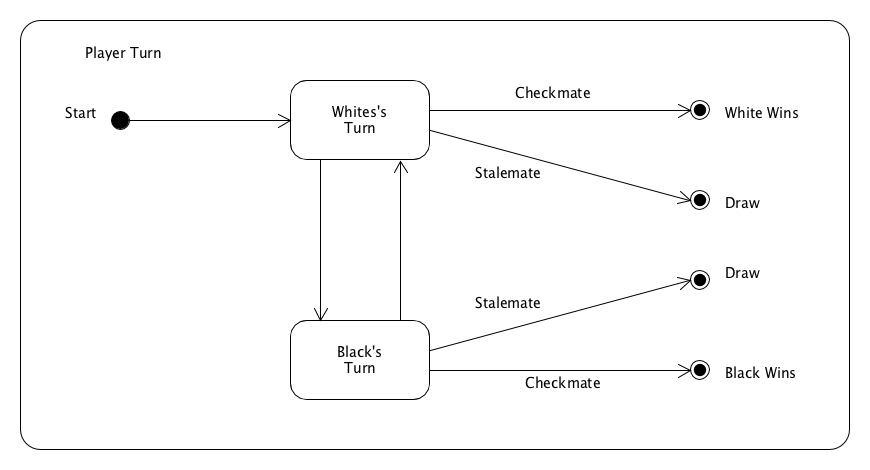 Player Turn
Start
Whites's
Turn
Checkmate
White Wins
Stalemate
Draw
Draw
Stalemate
Black's
Turn
Checkmate
Black Wins